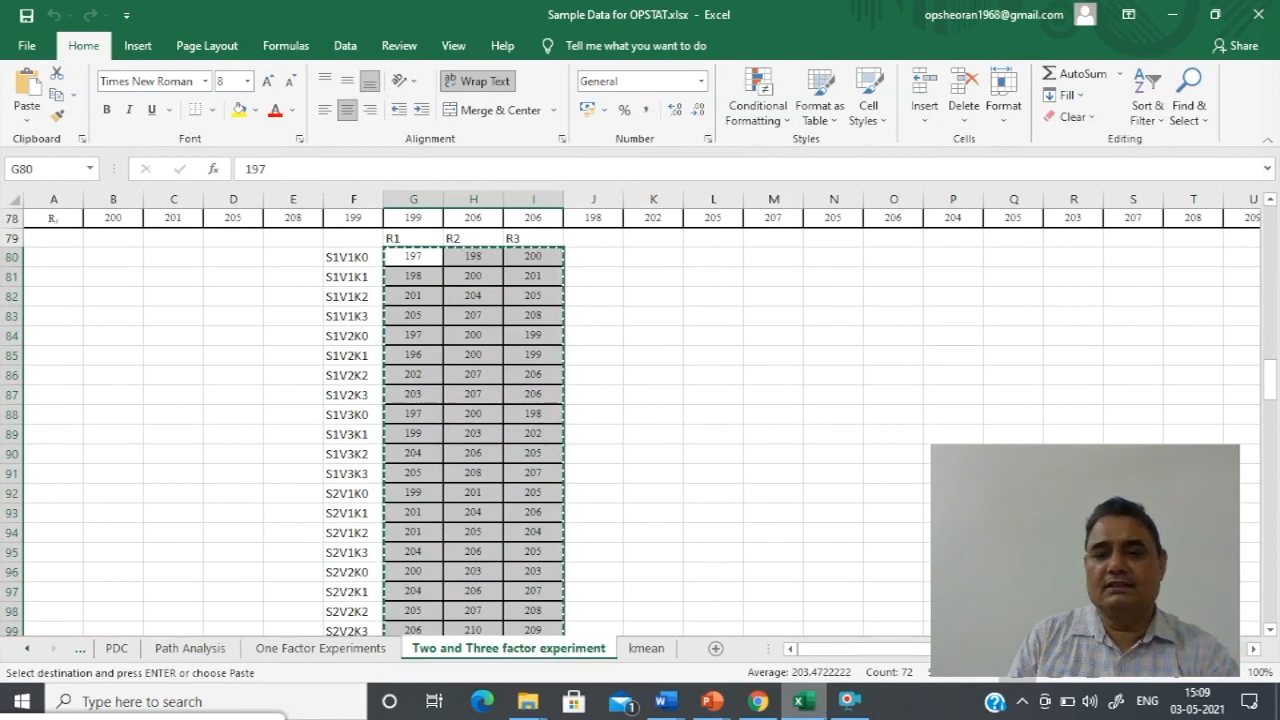 Sample Data for OPSTAT.xlsx - Excel
opsheoran1968@gmail.com
File Home Insert Page Layout Formulas Data Review View Help Tell me what you want to do Share
Times New Roman 8 Wrap Text General AutoSum
Paste Conditional Format as Cell Insert Delete Format Fill Sort & Find &
B I U Merge & Center % Formatting Table Styles Clear Filter Select
Clipboard Font Alignment Number Styles Cells Editing
G80 fx 197
A B C D E F G H I J K L M N O P Q R S T U
78 R₃ 200 201 205 208 199 199 206 206 198 202 205 207 205 206 204 205 203 207 208
79 R1 R2 R3
80 S1V1K0 197 198 200
81 S1V1K1 198 200 201
82 S1V1K2 201 204 205
83 S1V1K3 205 207 208
84 S1V2K0 197 200 199
85 S1V2K1 196 200 199
86 S1V2K2 202 207 206
87 S1V2K3 203 207 206
88 S1V3K0 197 200 198
89 S1V3K1 199 203 202
90 S1V3K2 204 206 205
91 S1V3K3 205 208 207
92 S2V1K0 199 201 205
93 S2V1K1 201 204 206
94 S2V1K2 201 205 204
95 S2V1K3 204 206 205
96 S2V2K0 200 203 203
97 S2V2K1 204 206 207
98 S2V2K2 205 207 208
99 S2V2K3 206 210 209
... PDC Path Analysis One Factor Experiments Two and Three factor experiment kmean
Select destination and press ENTER or choose Paste Average: 203.4722222 Count: 72 100%
Type here to search 1 ENG 15:09
03-05-2021